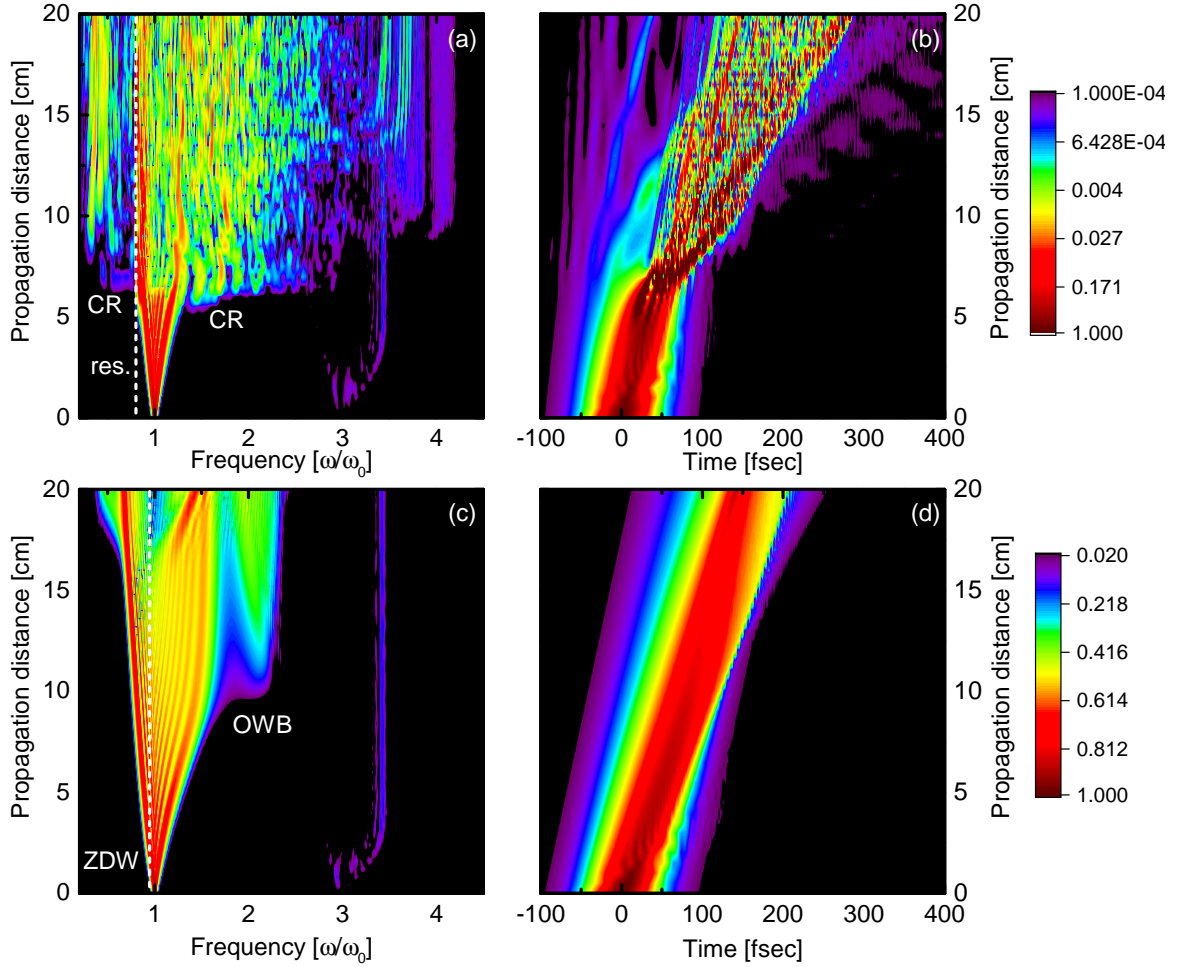 (a)
Propagation distance [cm]
20
15
10
5
0
CR
CR
res.
1 2 3 4
Frequency [ω/ω0]
(b)
20
15
10
5
0
Propagation distance [cm]
-100 0 100 200 300 400
Time [fsec]
1.000E-04
6.428E-04
0.004
0.027
0.171
1.000
(c)
Propagation distance [cm]
20
15
10
5
0
OWB
ZDW
1 2 3 4
Frequency [ω/ω0]
(d)
20
15
10
5
0
Propagation distance [cm]
-100 0 100 200 300 400
Time [fsec]
0.020
0.218
0.416
0.614
0.812
1.000